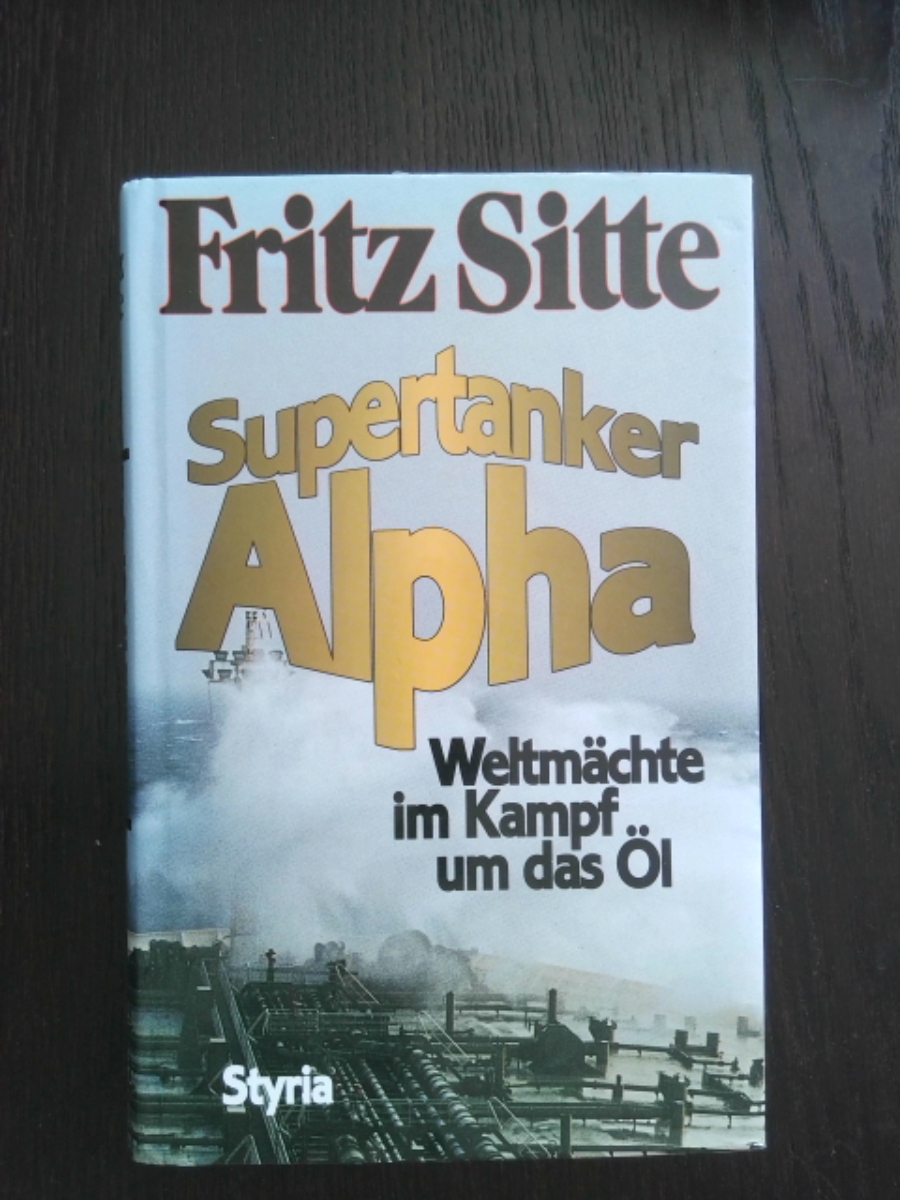 Fritz Sitte
Supertanker
Alpha
Weltmächte
im Kampf
um das Öl
Styria